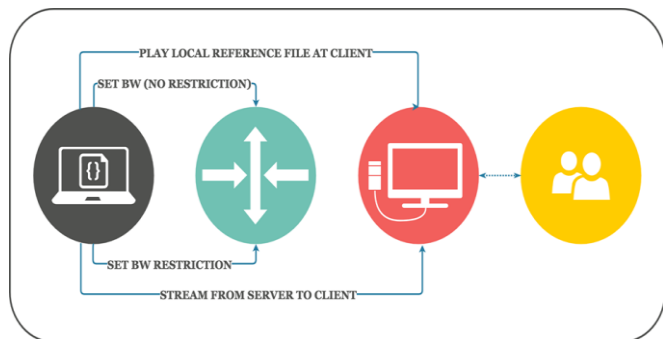 PLAY LOCAL REFERENCE FILE AT CLIENT
SET BW (NO RESTRICTION)
{}
SET BW RESTRICTION
STREAM FROM SERVER TO CLIENT